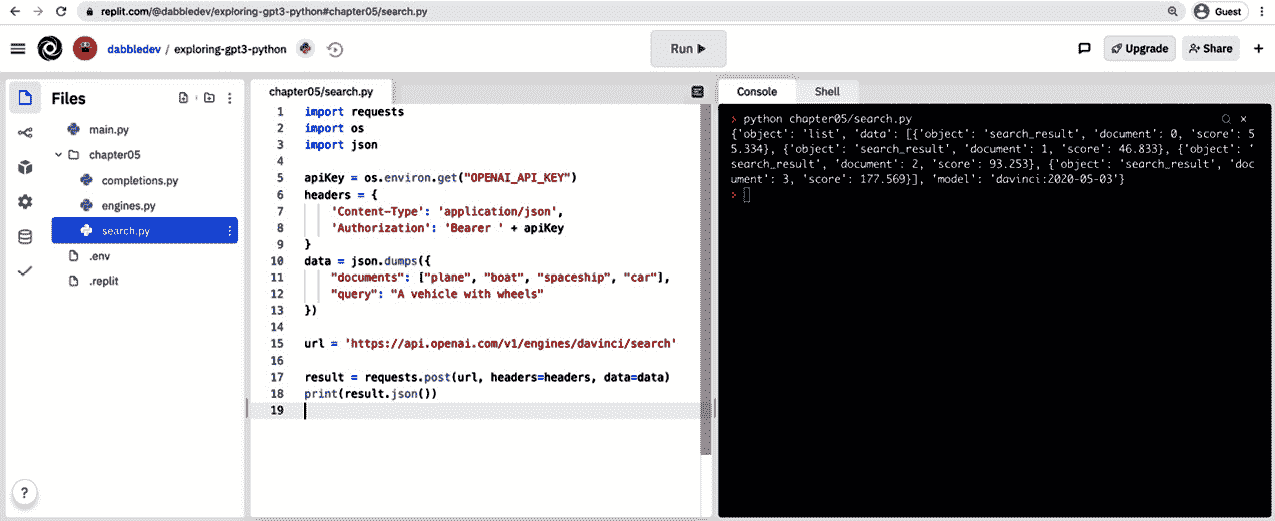 replit.com/@dabbledev/exploring-gpt3-python#chapter05/search.py
Guest
dabbledev / exploring-gpt3-python
Run
Upgrade
Share
Files
main.py
chapter05
completions.py
engines.py
search.py
.env
.replit
?
chapter05/search.py
1 import requests
2 import os
3 import json
4
5 apiKey = os.environ.get("OPENAI_API_KEY")
6 headers = {
7 'Content-Type': 'application/json',
8 'Authorization': 'Bearer ' + apiKey
9 }
10 data = json.dumps({
11 "documents": ["plane", "boat", "spaceship", "car"],
12 "query": "A vehicle with wheels"
13 })
14
15 url = 'https://api.openai.com/v1/engines/davinci/search'
16
17 result = requests.post(url, headers=headers, data=data)
18 print(result.json())
19
Console
Shell
> python chapter05/search.py
{'object': 'list', 'data': [{'object': 'search_result', 'document': 0, 'score': 5
5.334}, {'object': 'search_result', 'document': 1, 'score': 46.833}, {'object': '
search_result', 'document': 2, 'score': 93.253}, {'object': 'search_result', 'doc
ument': 3, 'score': 177.569}], 'model': 'davinci:2020-05-03'}
>